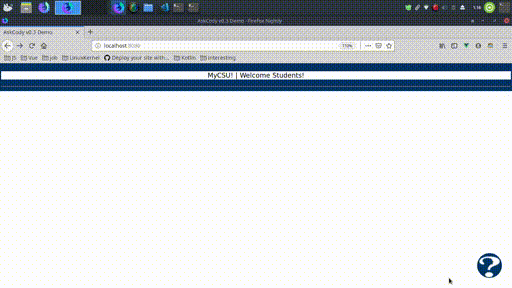 AskCody v0.3 Demo - Firefox Nightly
AskCody v0.3 Demo
localhost:8080
110%
JS Vue Job LinuxKernel Deploy your site with... Kotlin Interesting
MyCSU! | Welcome Students!
?